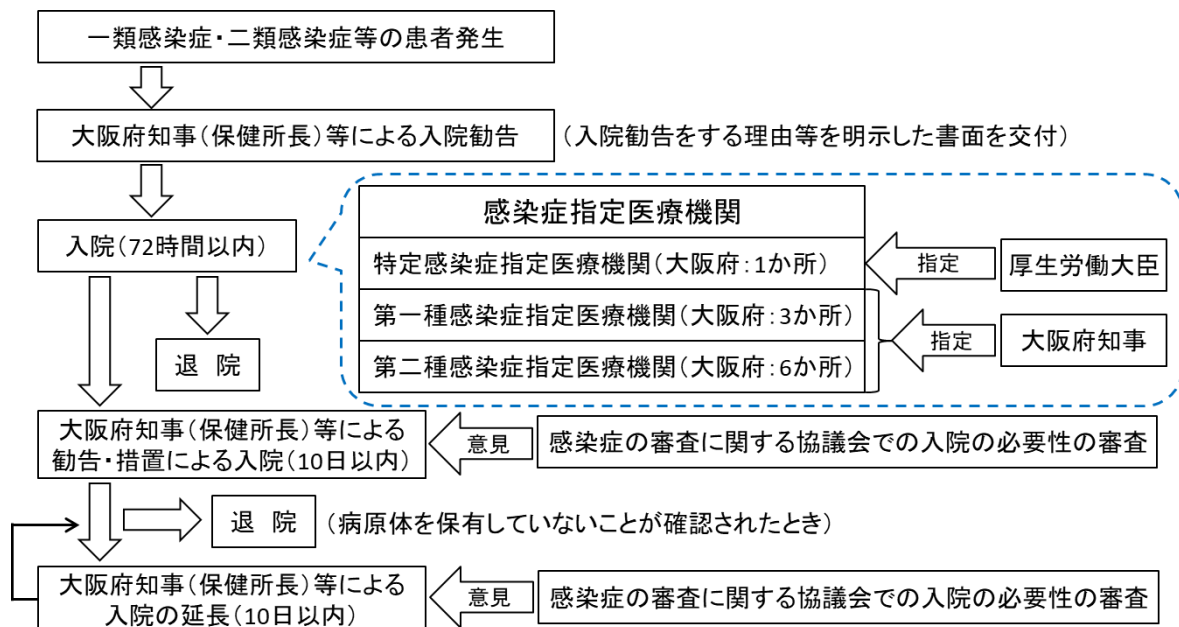 一類感染症・二類感染症等の患者発生
大阪府知事（保健所長）等による入院勧告
（入院勧告をする理由等を明示した書面を交付）
入院（72時間以内）
感染症指定医療機関
特定感染症指定医療機関（大阪府：1か所）
指定
厚生労働大臣
第一種感染症指定医療機関（大阪府：3か所）
第二種感染症指定医療機関（大阪府：6か所）
指定
大阪府知事
退 院
大阪府知事（保健所長）等による
勧告・措置による入院（10日以内）
意見
感染症の審査に関する協議会での入院の必要性の審査
退 院
（病原体を保有していないことが確認されたとき）
大阪府知事（保健所長）等による
入院の延長（10日以内）
意見
感染症の審査に関する協議会での入院の必要性の審査